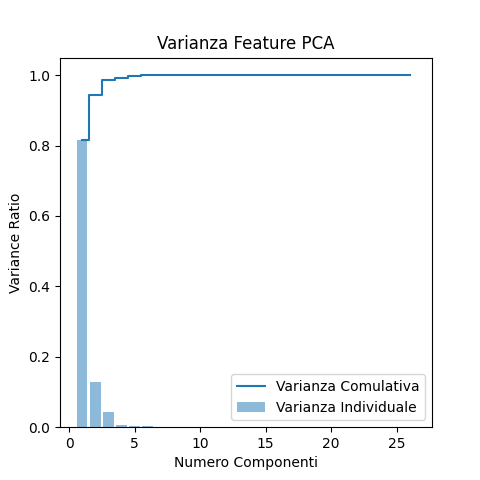 Varianza Feature PCA
1.0
0.8
0.6
0.4
0.2
0.0
Variance Ratio
Varianza Comulativa
Varianza Individuale
0 5 10 15 20 25
Numero Componenti